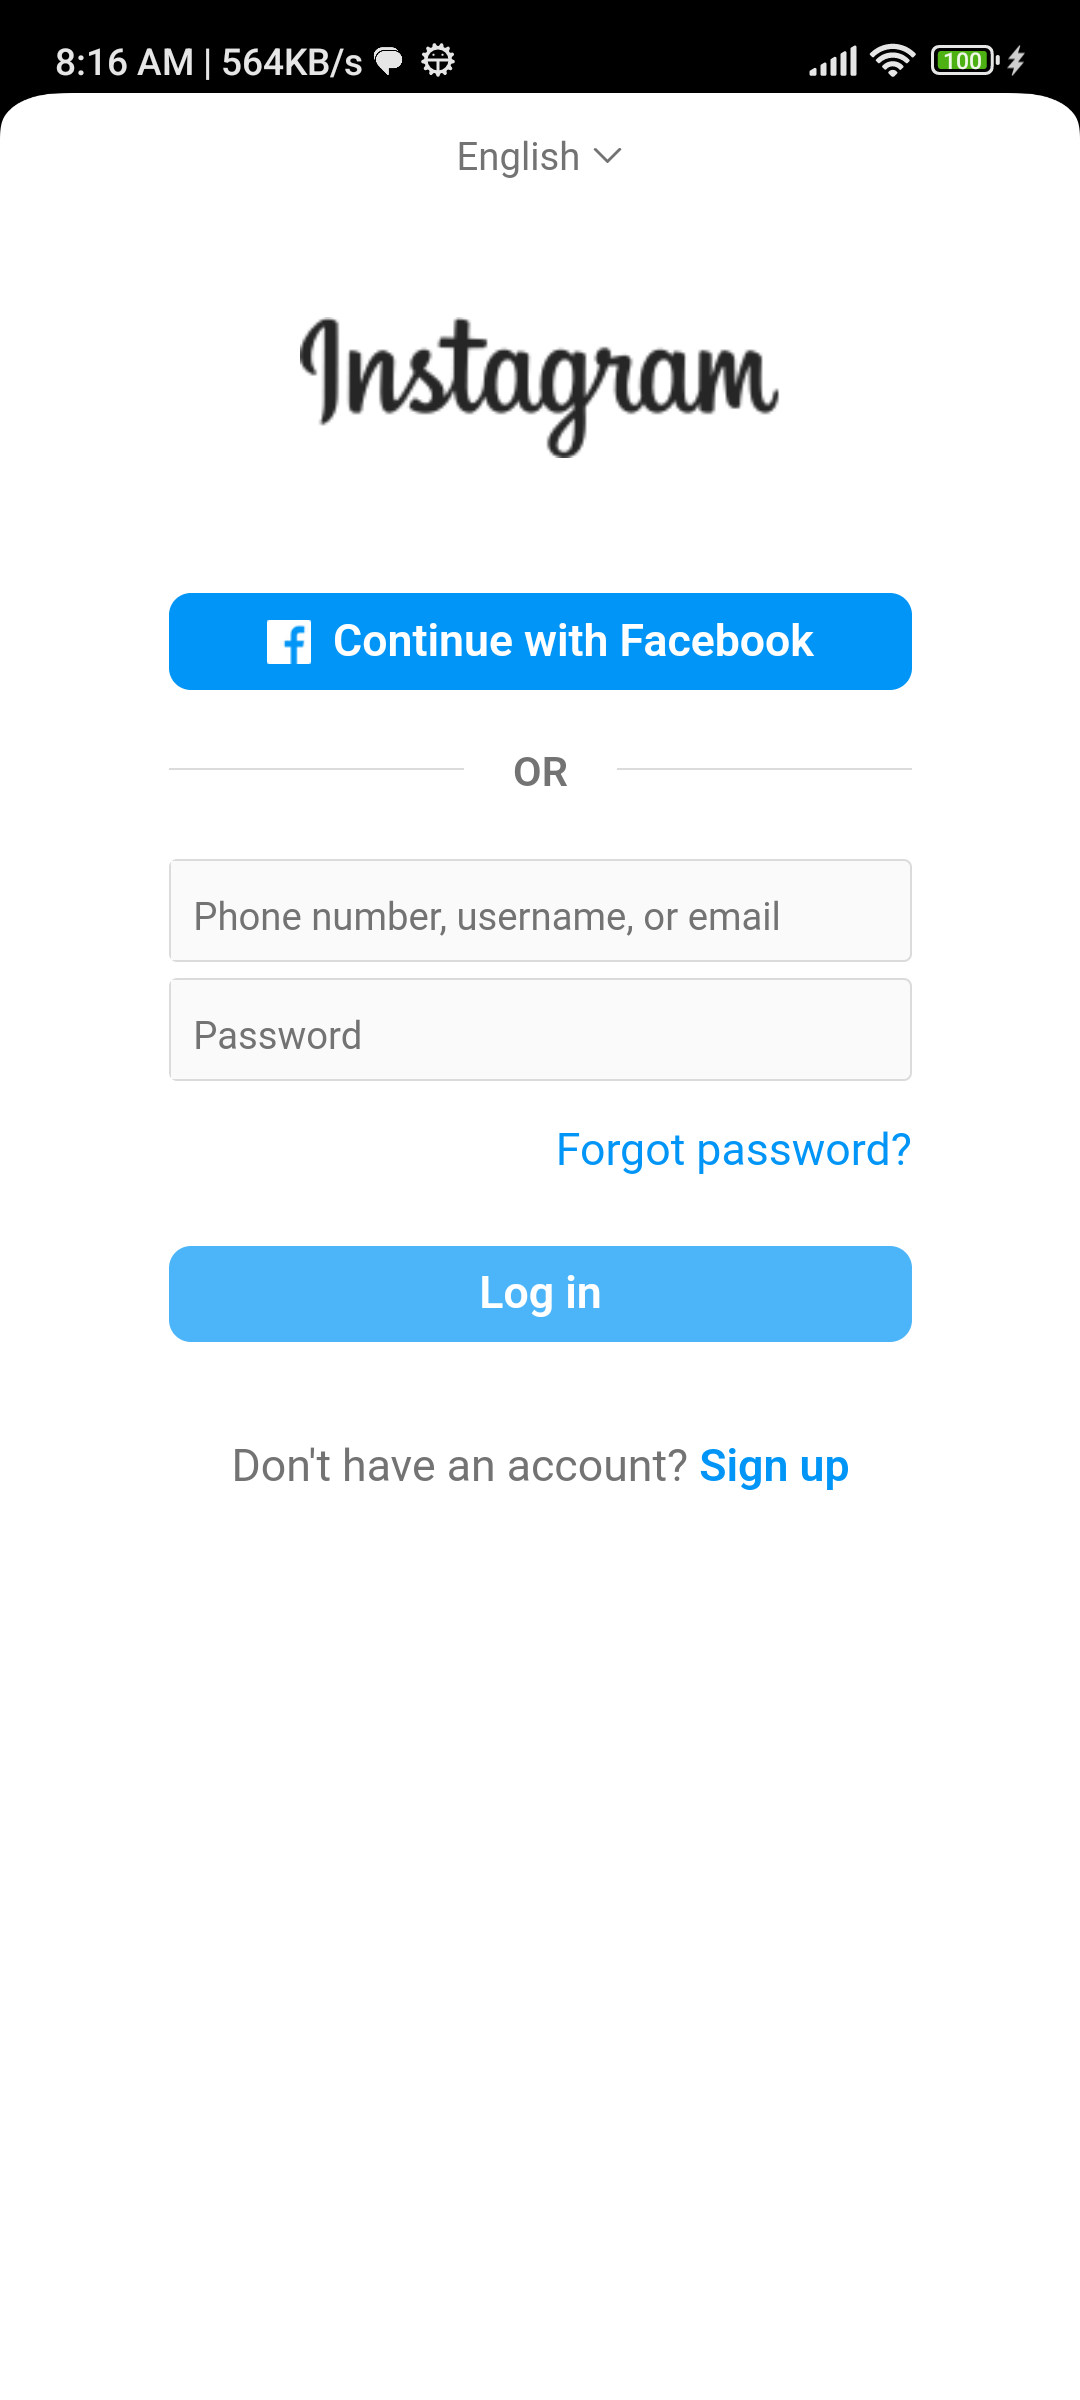 8:16 AM | 564KB/s 100
English
Instagram
Continue with Facebook
OR
Phone number, username, or email
Password
Forgot password?
Log in
Don't have an account? Sign up